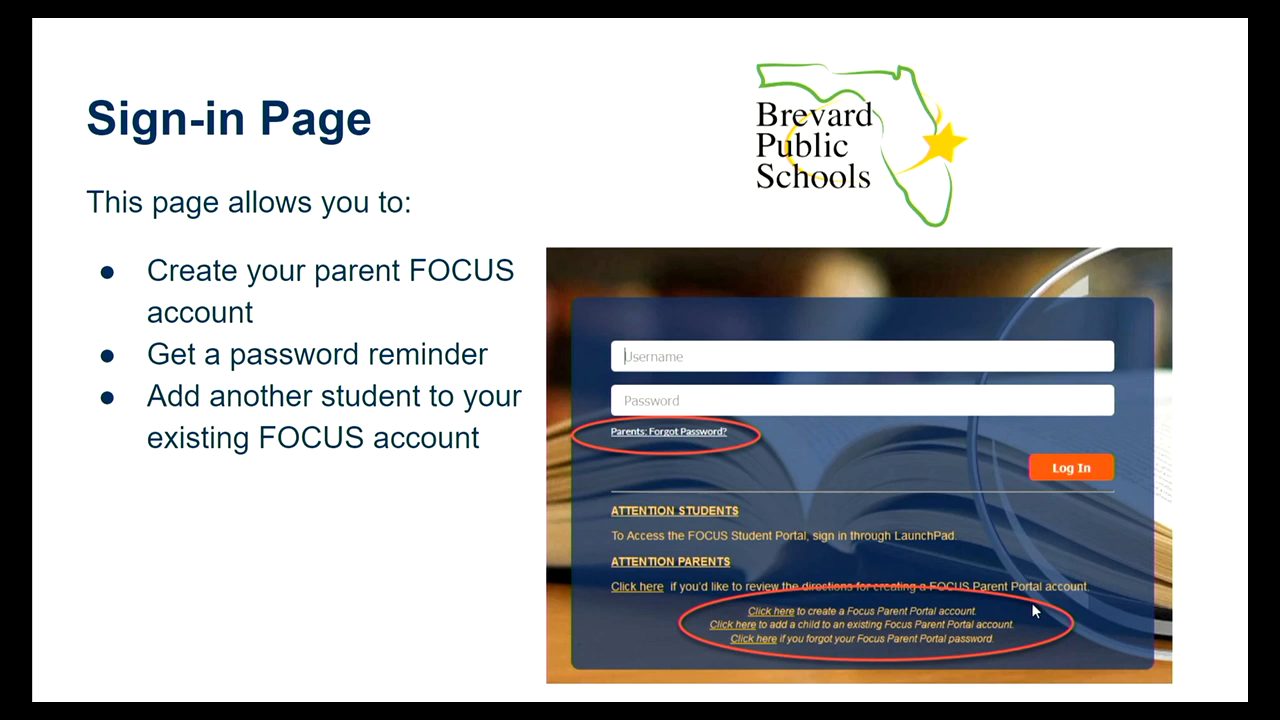 Sign-in Page
This page allows you to:
● Create your parent FOCUS
account
● Get a password reminder
● Add another student to your
existing FOCUS account
Brevard
Public
Schools
Username
Password
Parents: Forgot Password?
Log In
ATTENTION STUDENTS
To Access the FOCUS Student Portal, sign in through LaunchPad.
ATTENTION PARENTS
Click here if you'd like to review the directions for creating a FOCUS Parent Portal account.
Click here to create a Focus Parent Portal account.
Click here to add a child to an existing Focus Parent Portal account.
Click here if you forgot your Focus Parent Portal password.